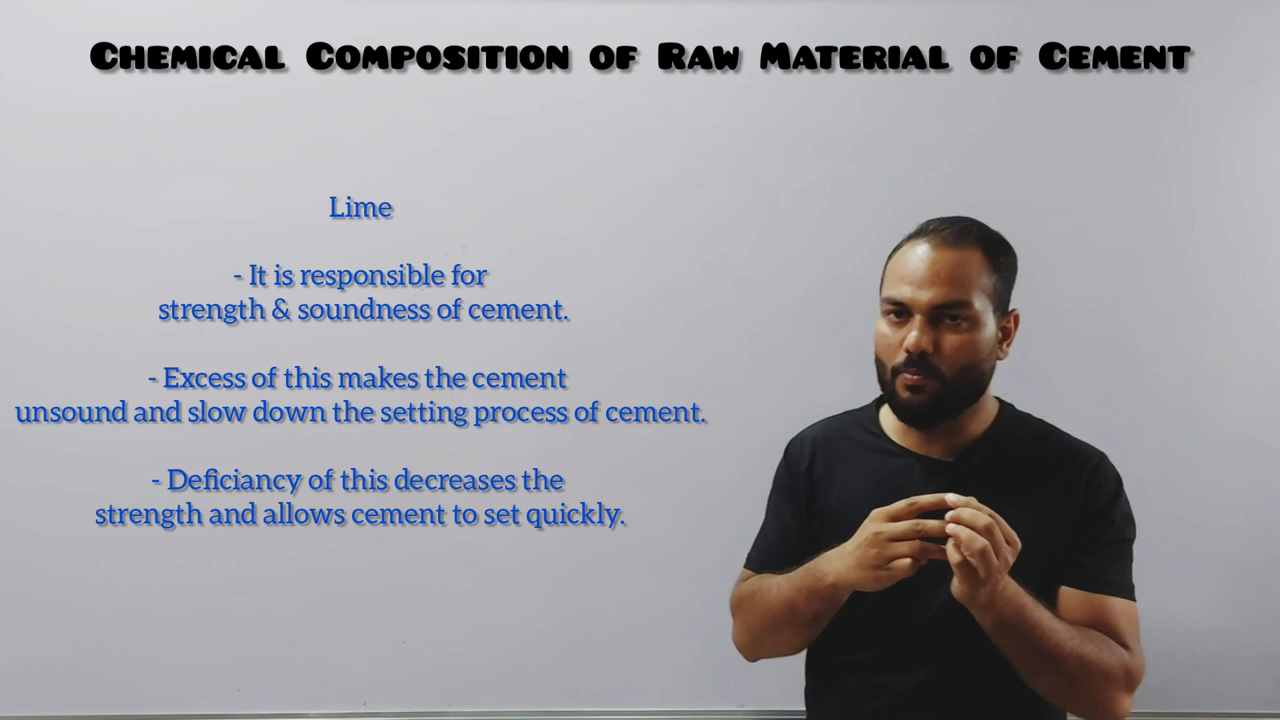 Chemical Composition of Raw Material of Cement
Lime
- It is responsible for
strength & soundness of cement.
- Excess of this makes the cement
unsound and slow down the setting process of cement.
- Deficiancy of this decreases the
strength and allows cement to set quickly.